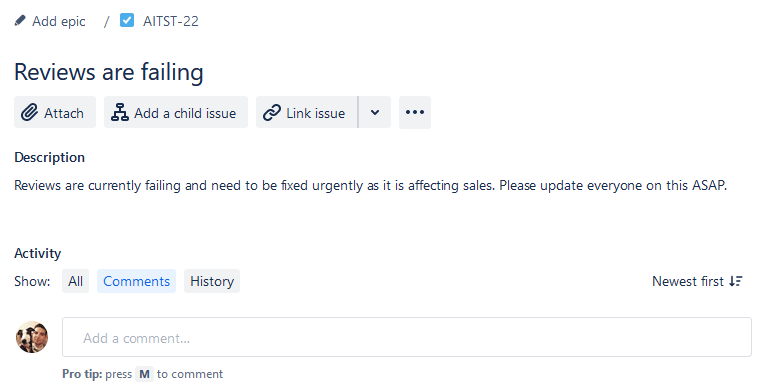 Add epic / AITST-22
Reviews are failing
Attach Add a child issue Link issue
Description
Reviews are currently failing and need to be fixed urgently as it is affecting sales. Please update everyone on this ASAP.
Activity
Show: All Comments History Newest first
Add a comment...
Pro tip: press M to comment